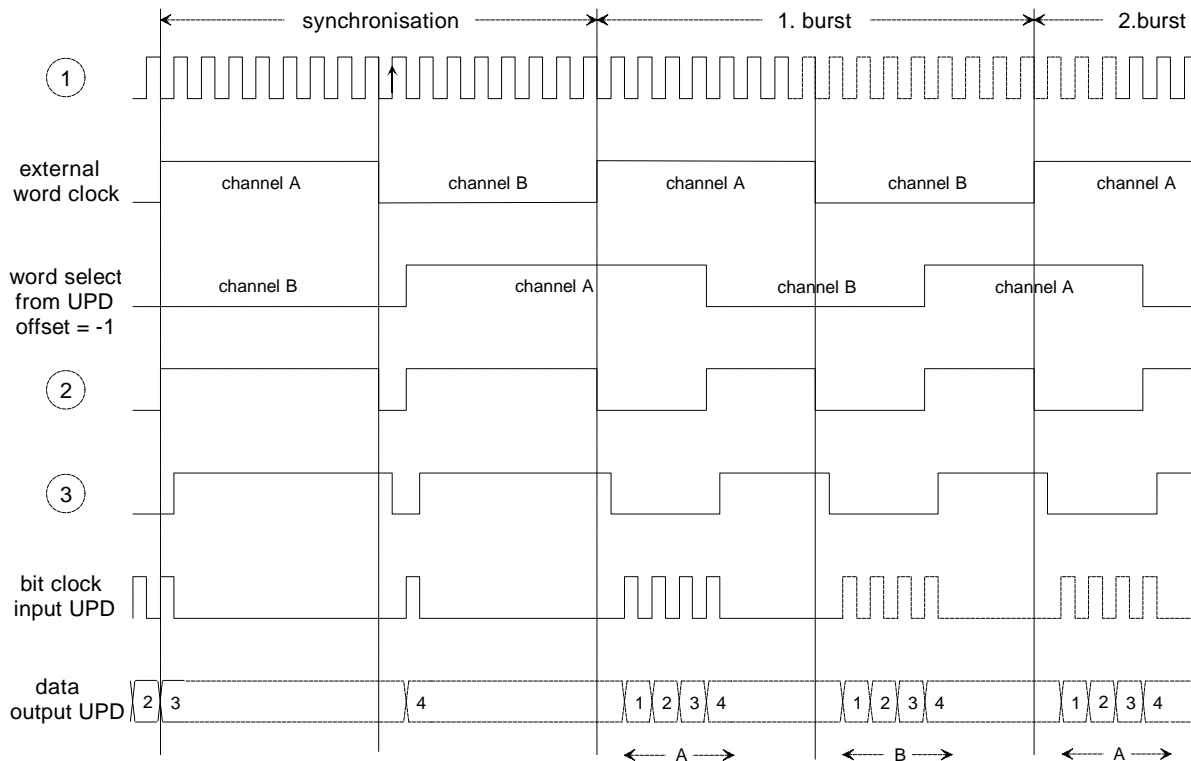 synchronisation 1. burst 2.burst
1
external
word clock
channel A channel B channel A channel B channel A
word select
from UPD
offset = -1
channel B channel A channel B channel A
2
3
bit clock
input UPD
data
output UPD
2 3 4 1 2 3 4 1 2 3 4 1 2 3 4
A B A